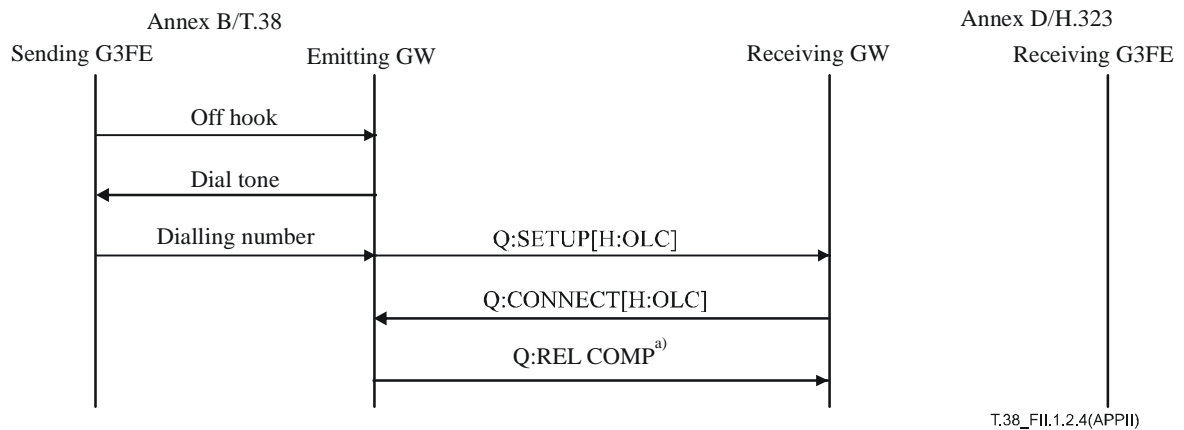 Annex B/T.38
Annex D/H.323
Sending G3FE
Emitting GW
Receiving GW
Receiving G3FE
Off hook
Dial tone
Dialling number
Q:SETUP[H:OLC]
Q:CONNECT[H:OLC]
Q:REL COMP a)
T.38_FII.1.2.4(APPII)